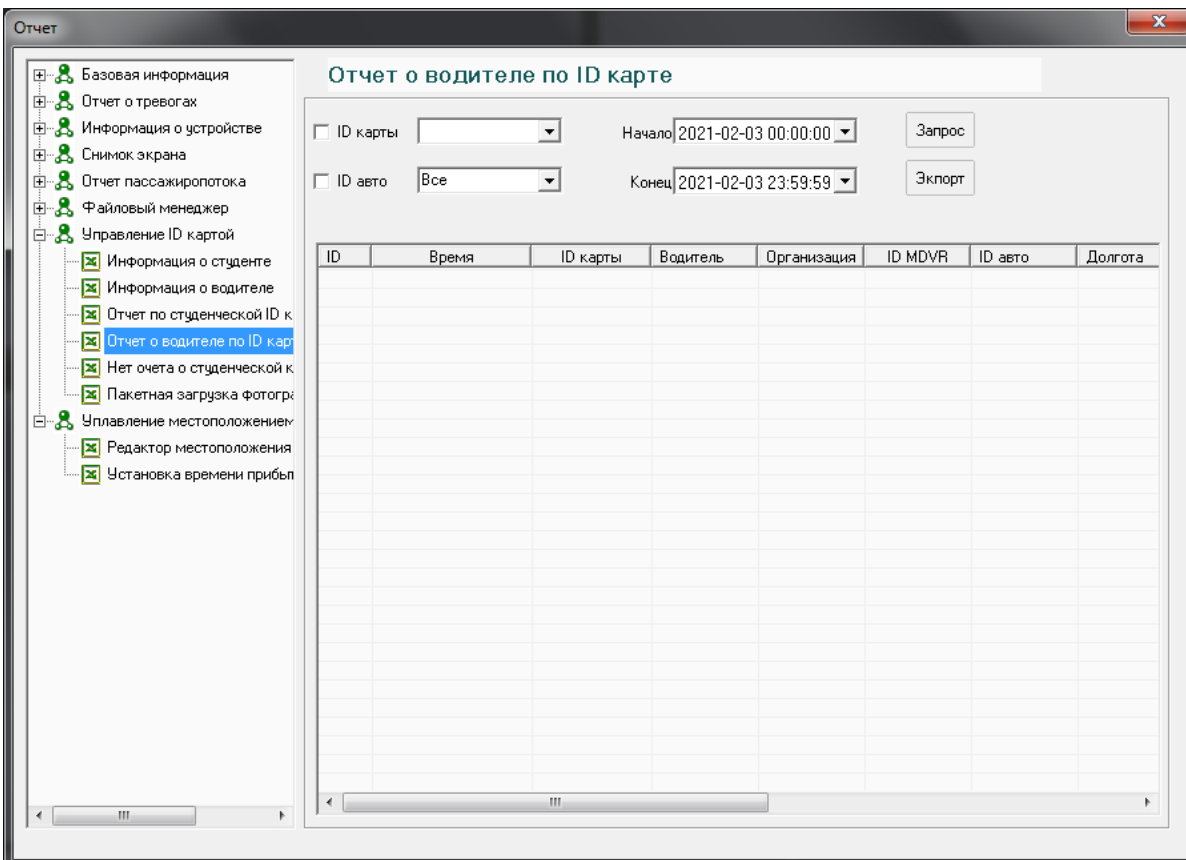 Отчет
Базовая информация
Отчет о тревогах
Информация о устройстве
Снимок экрана
Отчет пассажиропотока
Файловый менеджер
Управление ID картой
Информация о студенте
Информация о водителе
Отчет по студенческой ID к
Отчет о водителе по ID карт
Нет очета о студенческой к
Пакетная загрузка фотогра
Уплавление местоположением
Редактор местоположения
Установка времени прибыл
Отчет о водителе по ID карте
ID карты Начало 2021-02-03 00:00:00 Запрос
ID авто Все Конец 2021-02-03 23:59:59 Экпорт
ID Время ID карты Водитель Организация ID MDVR ID авто Долгота